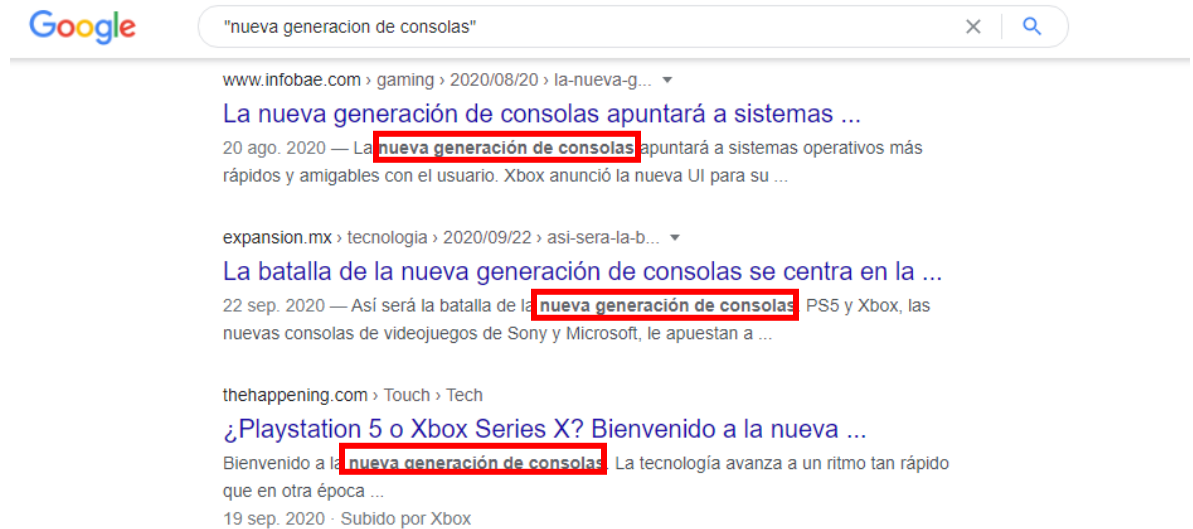 Google "nueva generacion de consolas"
www.infobae.com › gaming › 2020/08/20 › la-nueva-g...
La nueva generación de consolas apuntará a sistemas ...
20 ago. 2020 — La nueva generación de consolas apuntará a sistemas operativos más
rápidos y amigables con el usuario. Xbox anunció la nueva UI para su ...
expansion.mx › tecnologia › 2020/09/22 › asi-sera-la-b...
La batalla de la nueva generación de consolas se centra en la ...
22 sep. 2020 — Así será la batalla de la nueva generación de consolas. PS5 y Xbox, las
nuevas consolas de videojuegos de Sony y Microsoft, le apuestan a ...
thehappening.com › Touch › Tech
¿Playstation 5 o Xbox Series X? Bienvenido a la nueva ...
Bienvenido a la nueva generación de consolas. La tecnología avanza a un ritmo tan rápido
que en otra época ...
19 sep. 2020 · Subido por Xbox